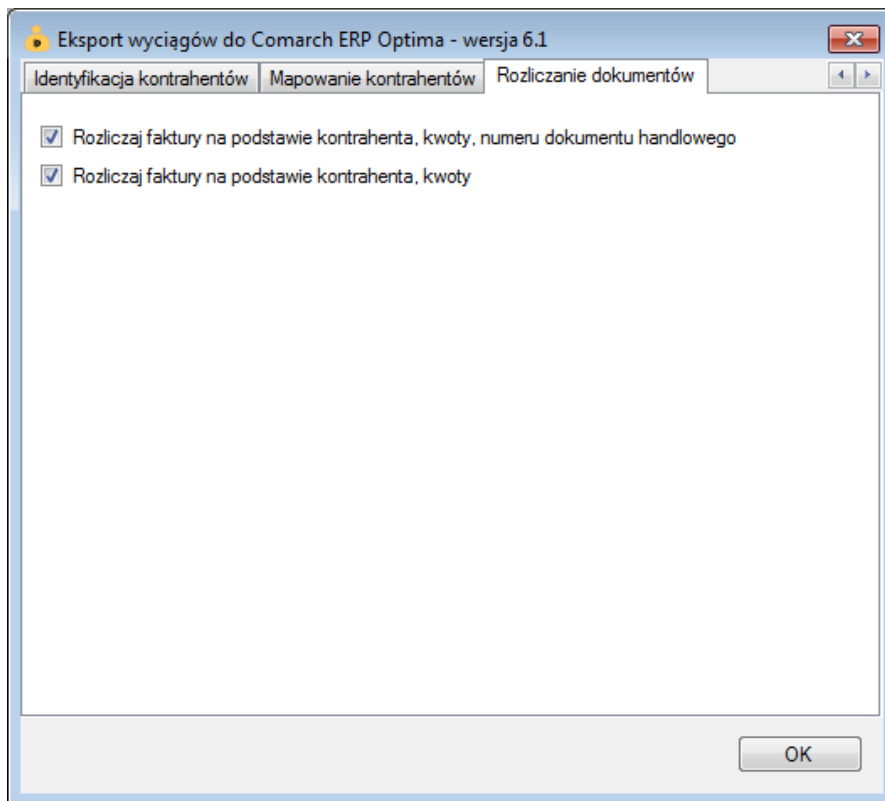 Eksport wyciągów do Comarch ERP Optima - wersja 6.1
Identyfikacja kontrahentów Mapowanie kontrahentów Rozliczanie dokumentów
Rozliczaj faktury na podstawie kontrahenta, kwoty, numeru dokumentu handlowego
Rozliczaj faktury na podstawie kontrahenta, kwoty
OK